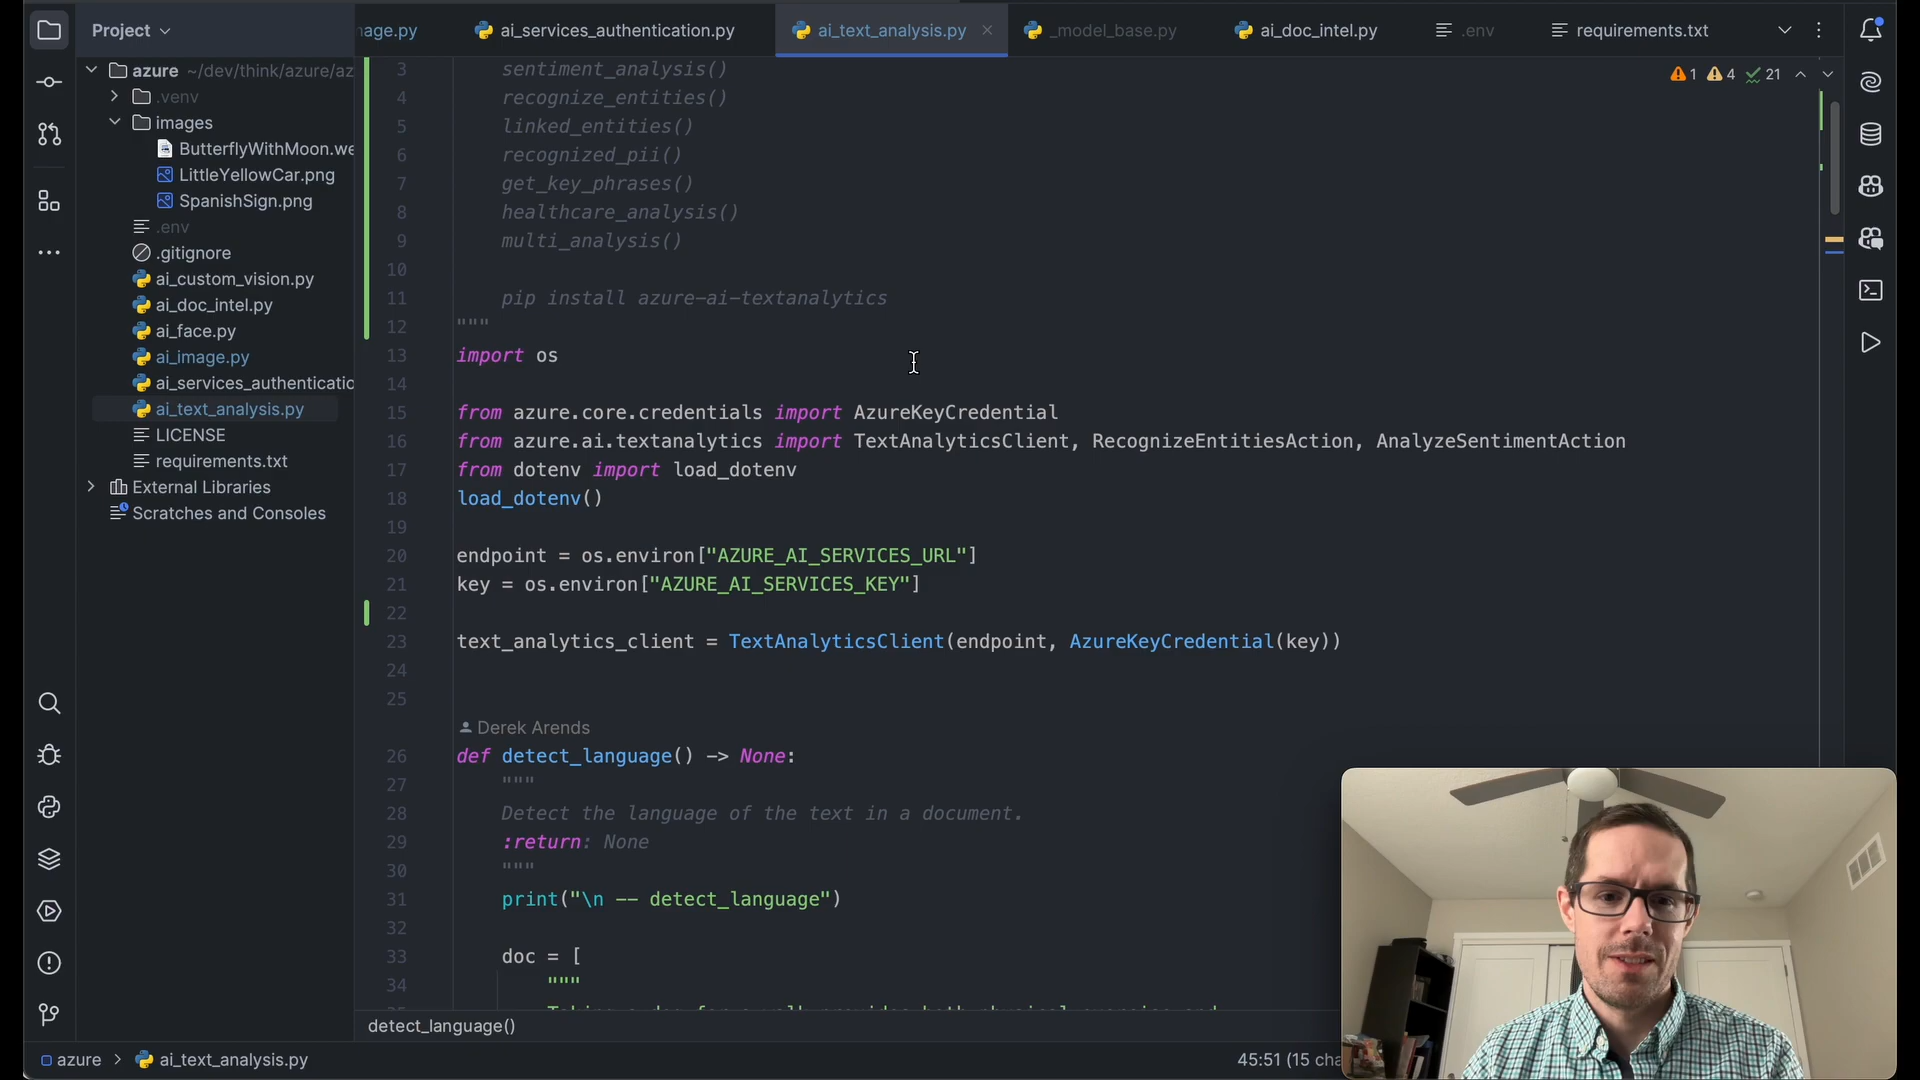 Project
mage.py
ai_services_authentication.py
ai_text_analysis.py
_model_base.py
ai_doc_intel.py
.env
requirements.txt
azure ~/dev/think/azure/az
.venv
images
ButterflyWithMoon.we
LittleYellowCar.png
SpanishSign.png
.env
.gitignore
ai_custom_vision.py
ai_doc_intel.py
ai_face.py
ai_image.py
ai_services_authenticatio
ai_text_analysis.py
LICENSE
requirements.txt
External Libraries
Scratches and Consoles
1 4 21
3 sentiment_analysis()
4 recognize_entities()
5 linked_entities()
6 recognized_pii()
7 get_key_phrases()
8 healthcare_analysis()
9 multi_analysis()
10
11 pip install azure-ai-textanalytics
12 """
13 import os
14
15 from azure.core.credentials import AzureKeyCredential
16 from azure.ai.textanalytics import TextAnalyticsClient, RecognizeEntitiesAction, AnalyzeSentimentAction
17 from dotenv import load_dotenv
18 load_dotenv()
19
20 endpoint = os.environ["AZURE_AI_SERVICES_URL"]
21 key = os.environ["AZURE_AI_SERVICES_KEY"]
22
23 text_analytics_client = TextAnalyticsClient(endpoint, AzureKeyCredential(key))
24
25
Derek Arends
26 def detect_language() -> None:
27 """
28 Detect the language of the text in a document.
29 :return: None
30 """
31 print("\n -- detect_language")
32
33 doc = [
34 """
detect_language()
azure > ai_text_analysis.py
45:51 (15 cha